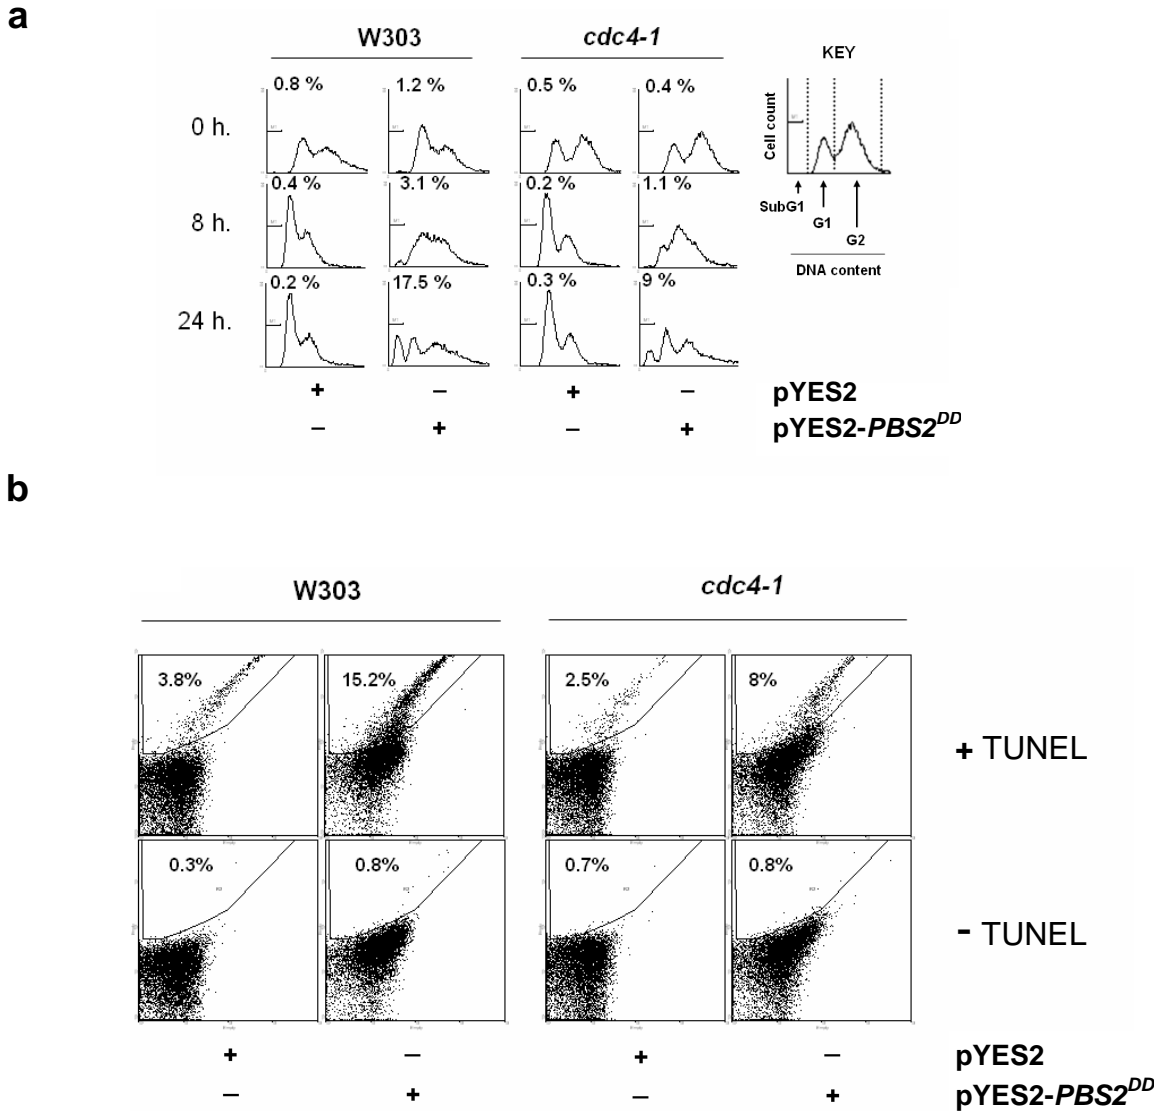 a
W303 cdc4-1 KEY
0.8 % 1.2 % 0.5 % 0.4 %
0 h.
Cell count
0.4 % 3.1 % 0.2 % 1.1 %
8 h.
SubG1 G1 G2
DNA content
0.2 % 17.5 % 0.3 % 9 %
24 h.
+ – + – pYES2
– + – + pYES2-PBS2DD
b
W303 cdc4-1
3.8% 15.2% 2.5% 8%
+ TUNEL
0.3% 0.8% 0.7% 0.8%
- TUNEL
+ – + – pYES2
– + – + pYES2-PBS2DD